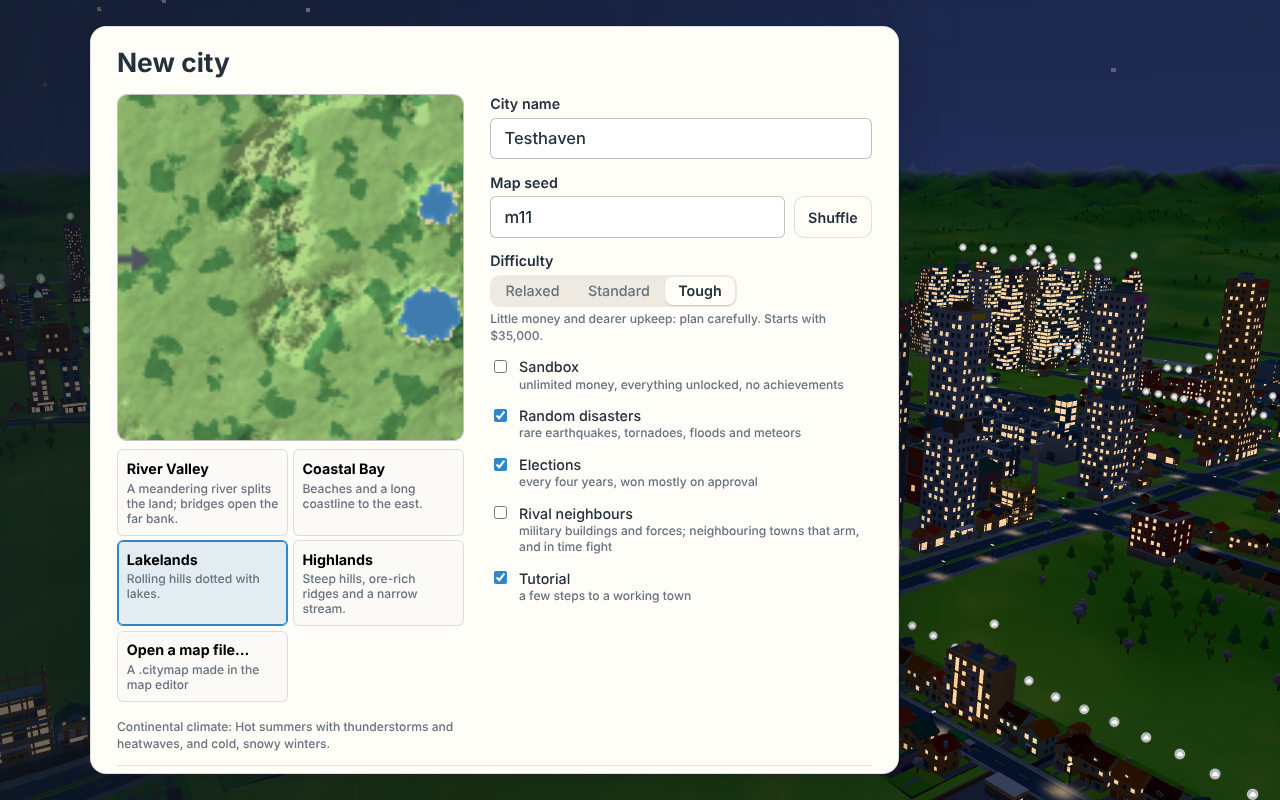 New city
City name
Testhaven
Map seed
m11
Shuffle
Difficulty
Relaxed
Standard
Tough
Little money and dearer upkeep: plan carefully. Starts with
$35,000.
Sandbox
unlimited money, everything unlocked, no achievements
Random disasters
rare earthquakes, tornadoes, floods and meteors
Elections
every four years, won mostly on approval
Rival neighbours
military buildings and forces; neighbouring towns that arm,
and in time fight
Tutorial
a few steps to a working town
River Valley
A meandering river splits
the land; bridges open the
far bank.
Coastal Bay
Beaches and a long
coastline to the east.
Lakelands
Rolling hills dotted with
lakes.
Highlands
Steep hills, ore-rich
ridges and a narrow
stream.
Open a map file...
A .citymap made in the
map editor
Continental climate: Hot summers with thunderstorms and
heatwaves, and cold, snowy winters.